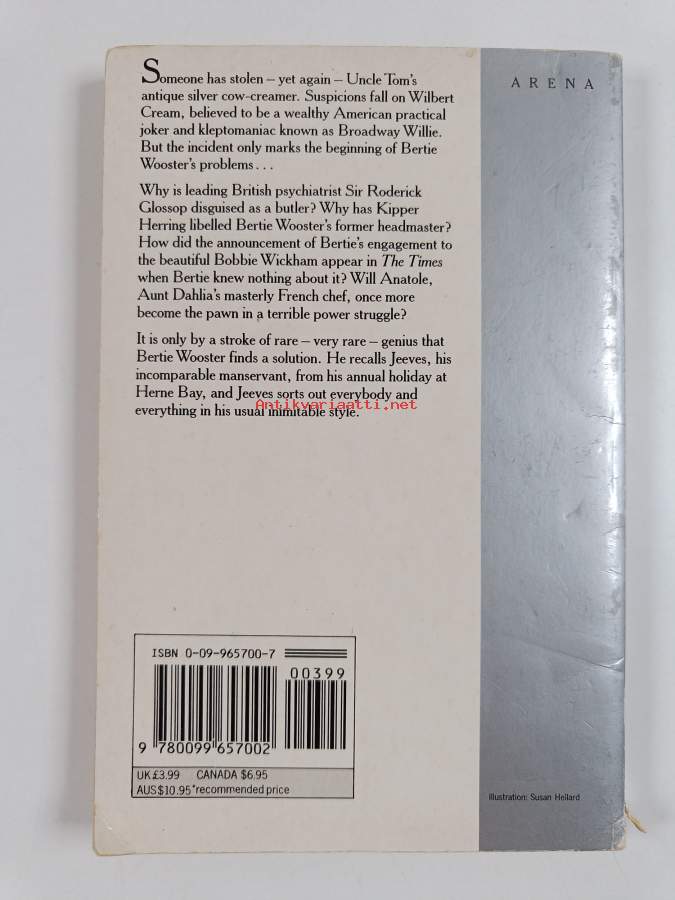 Someone has stolen – yet again – Uncle Tom's
antique silver cow-creamer. Suspicions fall on Wilbert
Cream, believed to be a wealthy American practical
joker and kleptomaniac known as Broadway Willie.
But the incident only marks the beginning of Bertie
Wooster's problems . . .
Why is leading British psychiatrist Sir Roderick
Glossop disguised as a butler? Why has Kipper
Herring libelled Bertie Wooster's former headmaster?
How did the announcement of Bertie's engagement to
the beautiful Bobbie Wickham appear in The Times
when Bertie knew nothing about it? Will Anatole,
Aunt Dahlia's masterly French chef, once more
become the pawn in a terrible power struggle?
It is only by a stroke of rare – very rare – genius that
Bertie Wooster finds a solution. He recalls Jeeves, his
incomparable manservant, from his annual holiday at
Herne Bay, and Jeeves sorts out everybody and
everything in his usual inimitable style.
Antikvariaatti.net
ARENA
ISBN 0-09-965700-7
00399
9 780099 657002
UK £3.99 CANADA $6.95
AUS $10.95 *recommended price
Illustration: Susan Hellard